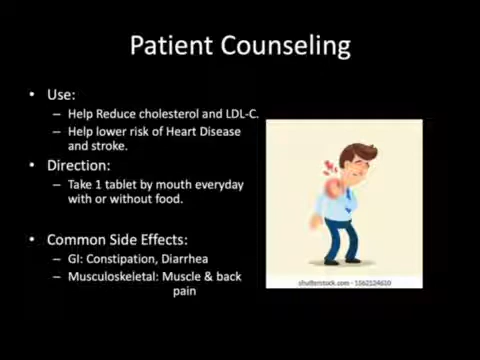 Patient Counseling
• Use:
– Help Reduce cholesterol and LDL-C.
– Help lower risk of Heart Disease
and stroke.
• Direction:
– Take 1 tablet by mouth everyday
with or without food.
• Common Side Effects:
– GI: Constipation, Diarrhea
– Musculoskeletal: Muscle & back
pain
shutterstock.com · 1562124610